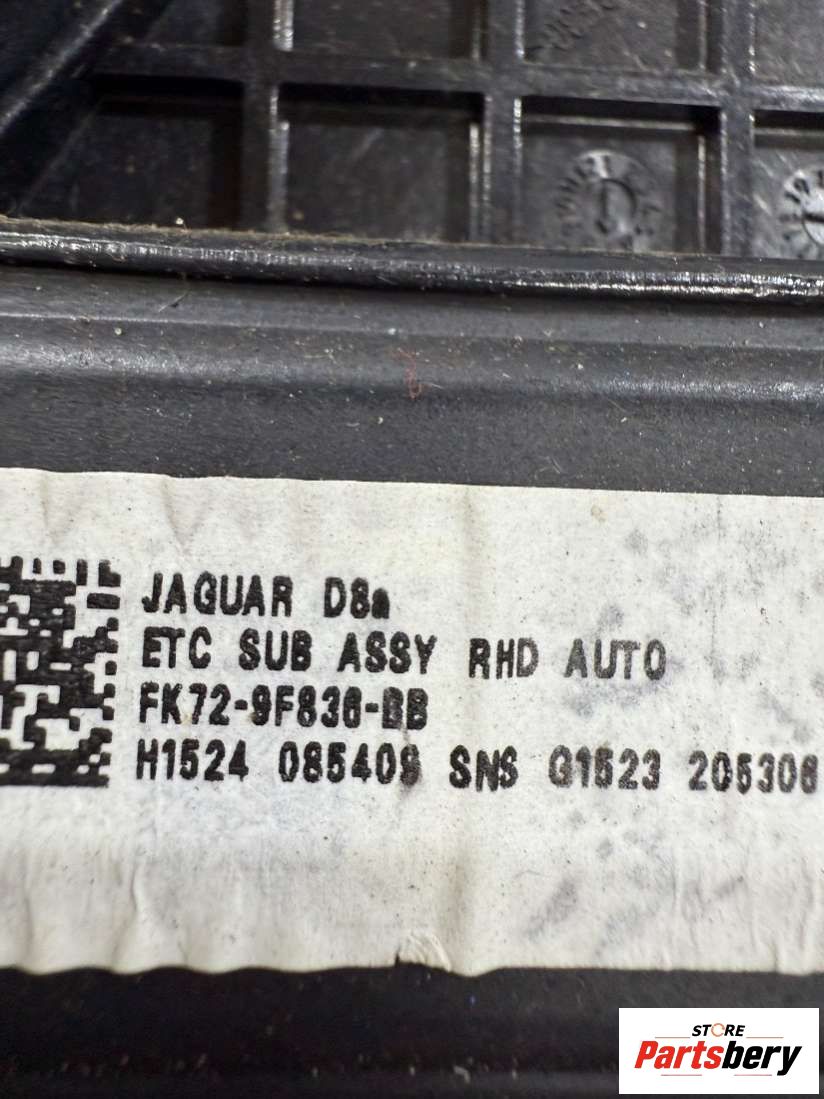 JAGUAR D8a
ETC SUB ASSY RHD AUTO
FK72-9F836-BB
H1524 085409 SNS G1523 205306
STORE
Partsbery